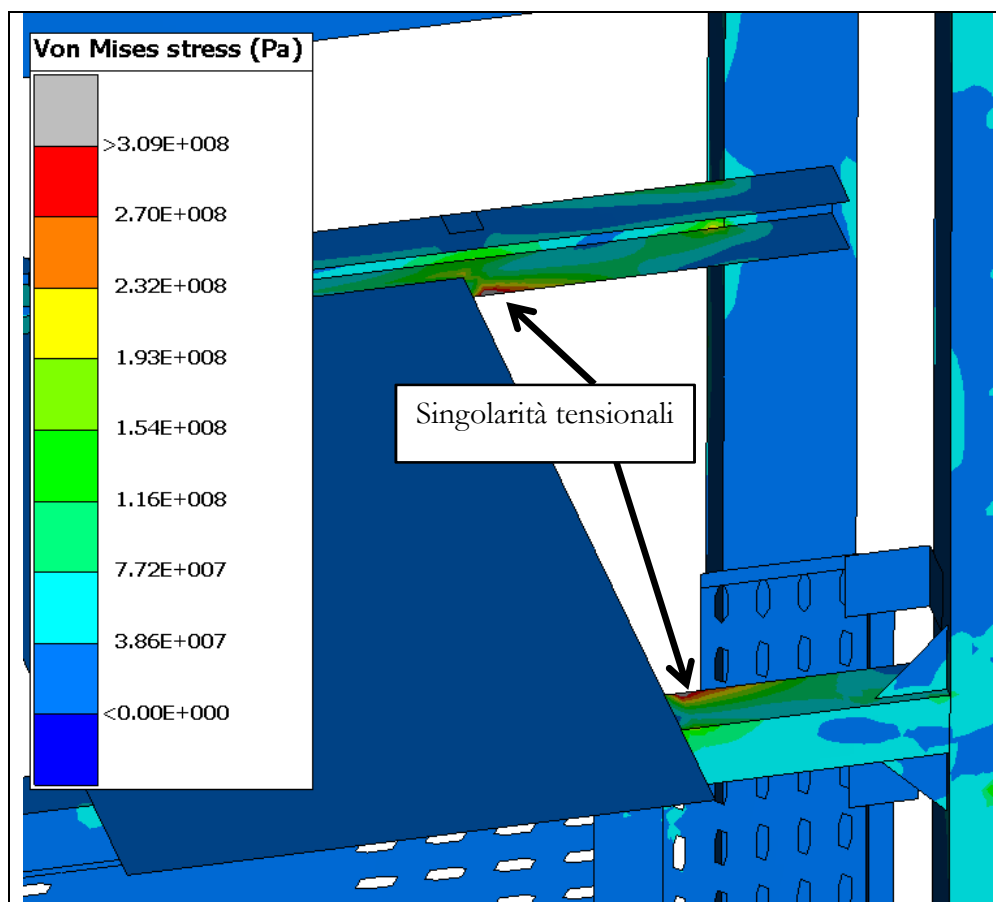 Von Mises stress (Pa)
>3.09E+008
2.70E+008
2.32E+008
1.93E+008
1.54E+008
1.16E+008
7.72E+007
3.86E+007
<0.00E+000
Singolarità tensionali